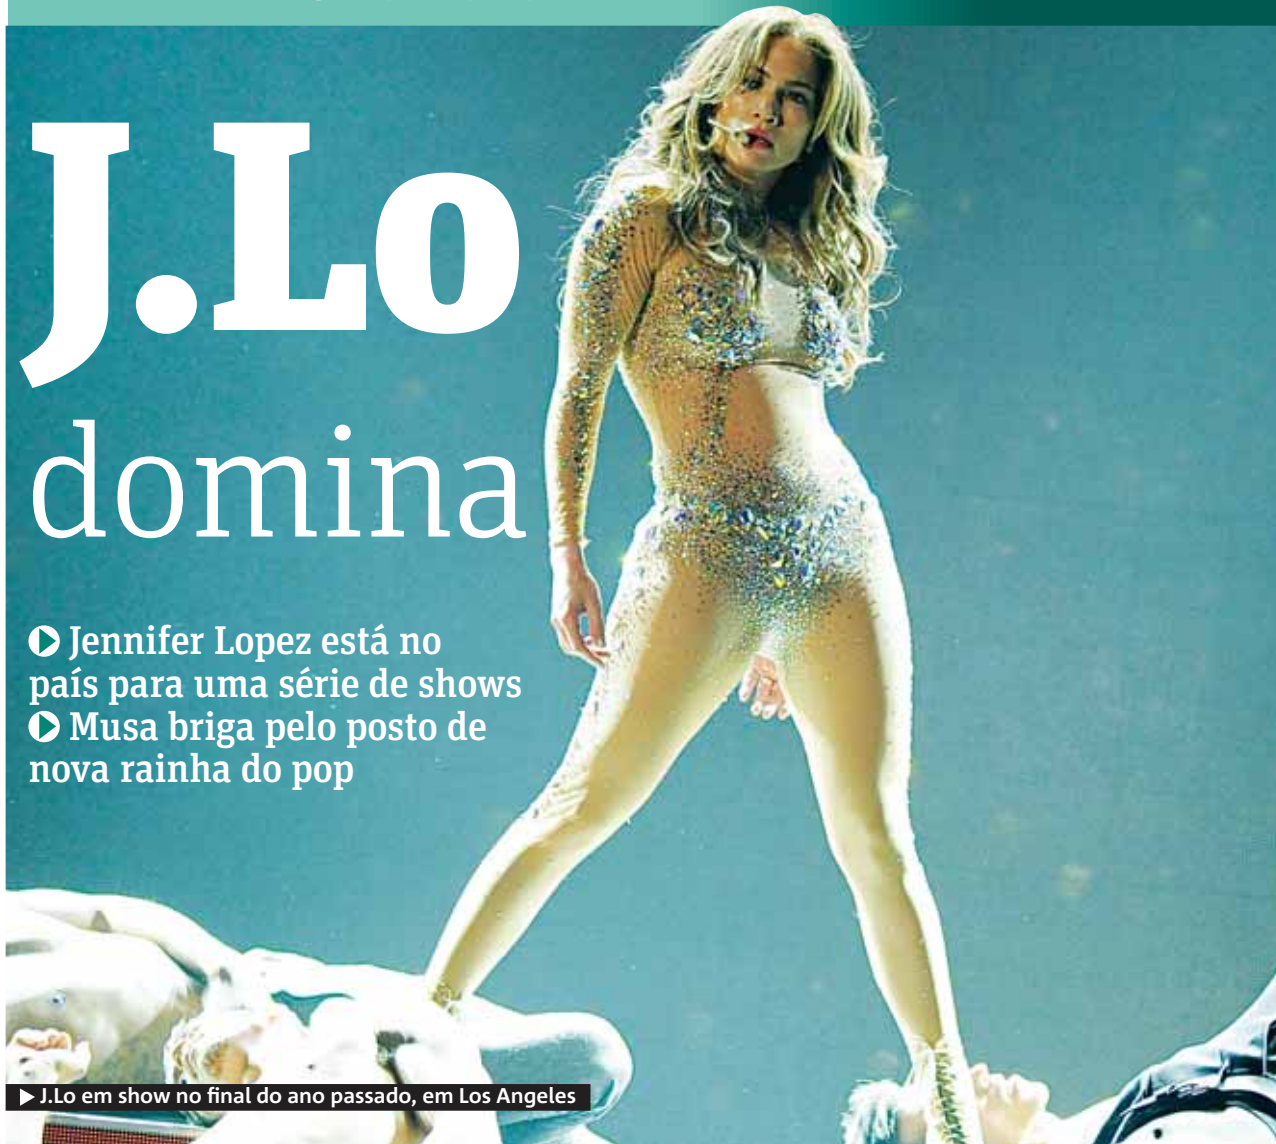 J.Lo
domina
Jennifer Lopez está no
país para uma série de shows
Musa briga pelo posto de
nova rainha do pop
J.Lo em show no final do ano passado, em Los Angeles